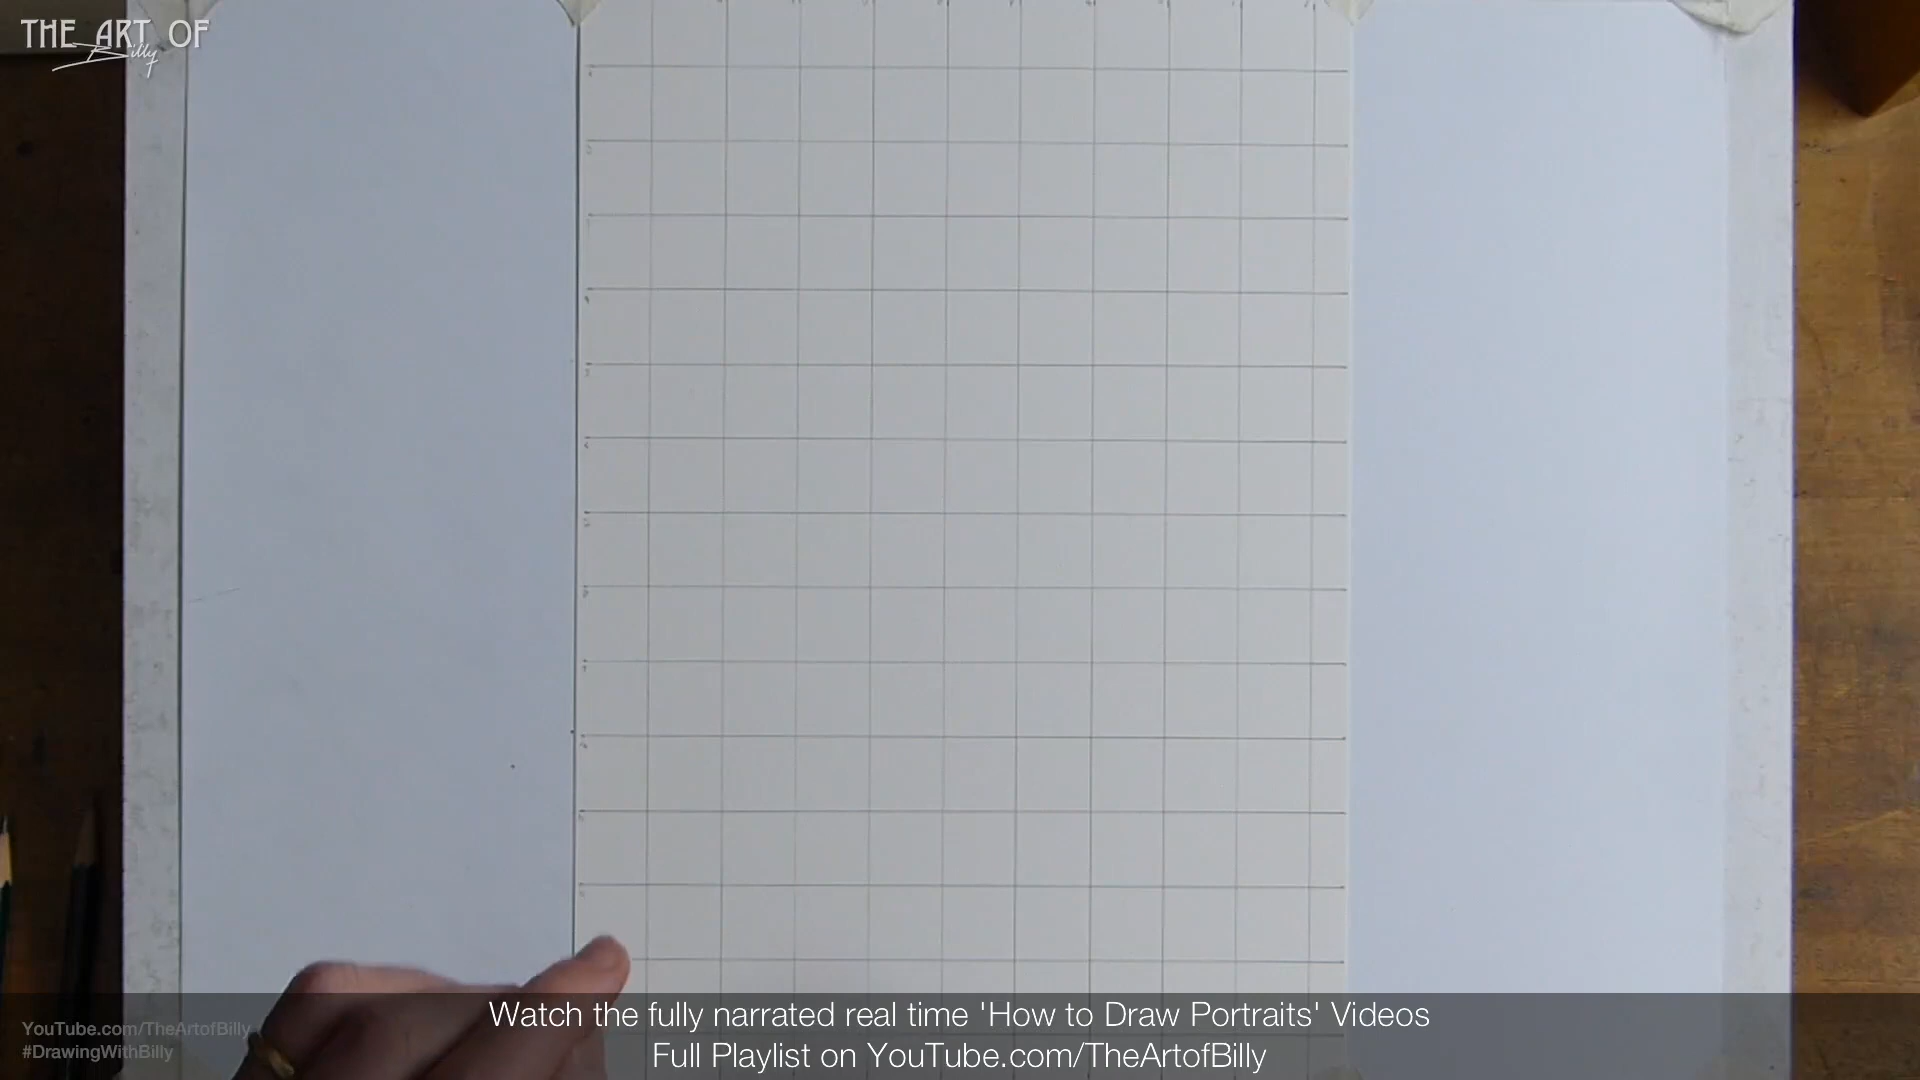 THE ART OF
Billy
Watch the fully narrated real time 'How to Draw Portraits' Videos
Full Playlist on YouTube.com/TheArtofBilly
YouTube.com/TheArtofBilly
#DrawingWithBilly